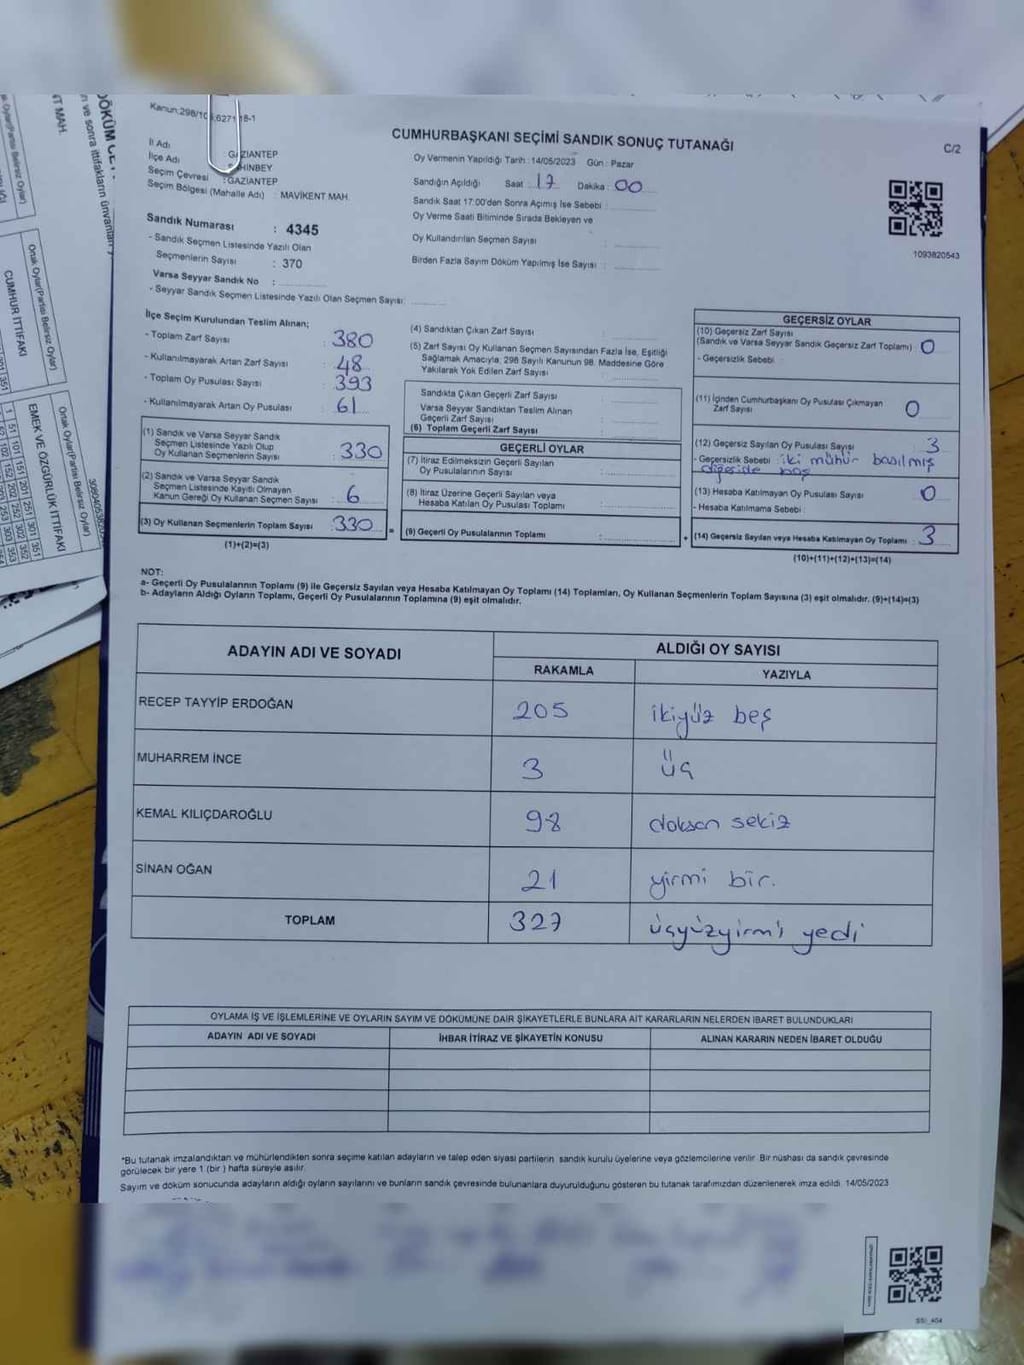 Kanun:298/10
6271
18-1
CUMHURBAŞKANI SEÇİMİ SANDIK SONUÇ TUTANAĞI
C/2
İl Adı
GAZİANTEP
İlçe Adı
Seçim Çevresi : GAZİANTEP
Seçim Bölgesi (Mahalle Adı) : MAVİKENT MAH.
Oy Vermenin Yapıldığı Tarih : 14/05/2023 Gün : Pazar
Sandığın Açıldığı Saat 17 Dakika : 00
Sandık Saat 17:00'den Sonra Açımış İse Sebebi :
Oy Verme Saati Bitiminde Sırada Bekleyen ve
Oy Kullandırılan Seçmen Sayısı :
Birden Fazla Sayım Döküm Yapılmış İse Sayısı :
1093820543
Sandık Numarası : 4345
- Sandık Seçmen Listesinde Yazılı Olan
Seçmenlerin Sayısı : 370
Varsa Seyyar Sandık No :
- Seyyar Sandık Seçmen Listesinde Yazılı Olan Seçmen Sayısı:
İlçe Seçim Kurulundan Teslim Alınan;
- Toplam Zarf Sayısı : 380
- Kullanılmayarak Artan Zarf Sayısı : 48
- Toplam Oy Pusulası Sayısı : 393
- Kullanılmayarak Artan Oy Pusulası : 61
(1) Sandık ve Varsa Seyyar Sandık
Seçmen Listesinde Yazılı Olup
Oy Kullanan Seçmenlerin Sayısı : 330
(2) Sandık ve Varsa Seyyar Sandık
Seçmen Listesinde Kayıtlı Olmayan
Kanun Gereği Oy Kullanan Seçmen Sayısı : 6
(3) Oy Kullanan Seçmenlerin Toplam Sayısı : 330
(1)+(2)=(3)
(4) Sandıktan Çıkan Zarf Sayısı :
(5) Zarf Sayısı Oy Kullanan Seçmen Sayısından Fazla İse, Eşitliği
Sağlamak Amacıyla; 298 Sayılı Kanunun 98. Maddesine Göre
Yakılarak Yok Edilen Zarf Sayısı :
Sandıkta Çıkan Geçerli Zarf Sayısı :
Varsa Seyyar Sandıktan Teslim Alınan
Geçerli Zarf Sayısı :
(6) Toplam Geçerli Zarf Sayısı :
GEÇERLİ OYLAR
(7) İtiraz Edilmeksizin Geçerli Sayılan
Oy Pusulalarının Sayısı :
(8) İtiraz Üzerine Geçerli Sayılan veya
Hesaba Katılan Oy Pusulası Toplamı :
(9) Geçerli Oy Pusulalarının Toplamı :
GEÇERSİZ OYLAR
(10) Geçersiz Zarf Sayısı
(Sandık ve Varsa Seyyar Sandık Geçersiz Zarf Toplamı) : 0
- Geçersizlik Sebebi :
(11) İçinden Cumhurbaşkanı Oy Pusulası Çıkmayan
Zarf Sayısı : 0
(12) Geçersiz Sayılan Oy Pusulası Sayısı : 3
- Geçersizlik Sebebi : iki mühür basılmış
diğeride boş
(13) Hesaba Katılmayan Oy Pusulası Sayısı : 0
- Hesaba Katılmama Sebebi :
(14) Geçersiz Sayılan veya Hesaba Katılmayan Oy Toplamı : 3
(10)+(11)+(12)+(13)=(14)
NOT:
a- Geçerli Oy Pusulalarının Toplamı (9) ile Geçersiz Sayılan veya Hesaba Katılmayan Oy Toplamı (14) Toplamları, Oy Kullanan Seçmenlerin Toplam Sayısına (3) eşit olmalıdır. (9)+(14)=(3)
b- Adayların Aldığı Oyların Toplamı, Geçerli Oy Pusulalarının Toplamına (9) eşit olmalıdır.
ADAYIN ADI VE SOYADI
ALDIĞI OY SAYISI
RAKAMLA YAZIYLA
RECEP TAYYİP ERDOĞAN 205 ikiyüz beş
MUHARREM İNCE 3 üç
KEMAL KILIÇDAROĞLU 98 doksan sekiz
SİNAN OĞAN 21 yirmi bir.
TOPLAM 327 üçyüzyirmi yedi
OYLAMA İŞ VE İŞLEMLERİNE VE OYLARIN SAYIM VE DÖKÜMÜNE DAİR ŞİKAYETLERLE BUNLARA AİT KARARLARIN NELERDEN İBARET BULUNDUKLARI
ADAYIN ADI VE SOYADI İHBAR İTİRAZ VE ŞİKAYETİN KONUSU ALINAN KARARIN NEDEN İBARET OLDUĞU
*Bu tutanak imzalandıktan ve mühürlendikten sonra seçime katılan adayların ve talep eden siyasi partilerin sandık kurulu üyelerine veya gözlemcilerine verilir. Bir nüshası da sandık çevresinde
görülecek bir yere 1 (bir ) hafta süreyle asılır.
Sayım ve döküm sonucunda adayların aldığı oyların sayılarını ve bunların sandık çevresinde bulunanlara duyurulduğunu gösteren bu tutanak tarafımızdan düzenlenerek imza edildi. 14/05/2023
CUMHUR İTTİFAKI
Ortak Oylar(Partisi Belirsiz Oylar)
EMEK VE ÖZGÜRLÜK İTTİFAKI
Ortak Oylar(Partisi Belirsiz Oylar)